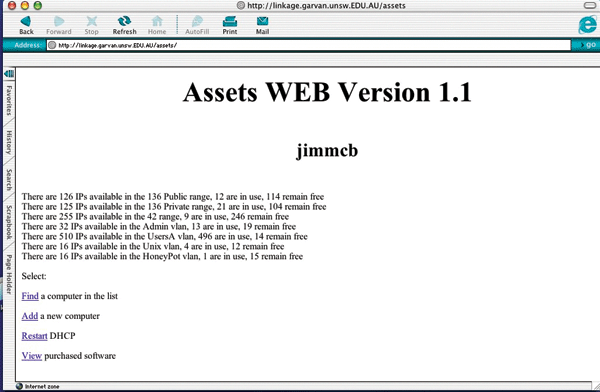 http://linkage.garvan.unsw.EDU.AU/assets
Back Forward Stop Refresh Home AutoFill Print Mail
Address: http://linkage.garvan.unsw.EDU.AU/assets/ go
Favorites
History
Search
Scrapbook
Page Holder
Assets WEB Version 1.1
jimmcb
There are 126 IPs available in the 136 Public range, 12 are in use, 114 remain free
There are 125 IPs available in the 136 Private range, 21 are in use, 104 remain free
There are 255 IPs available in the 42 range, 9 are in use, 246 remain free
There are 32 IPs available in the Admin vlan, 13 are in use, 19 remain free
There are 510 IPs available in the UsersA vlan, 496 are in use, 14 remain free
There are 16 IPs available in the Unix vlan, 4 are in use, 12 remain free
There are 16 IPs available in the HoneyPot vlan, 1 are in use, 15 remain free
Select:
Find a computer in the list
Add a new computer
Restart DHCP
View purchased software
Internet zone